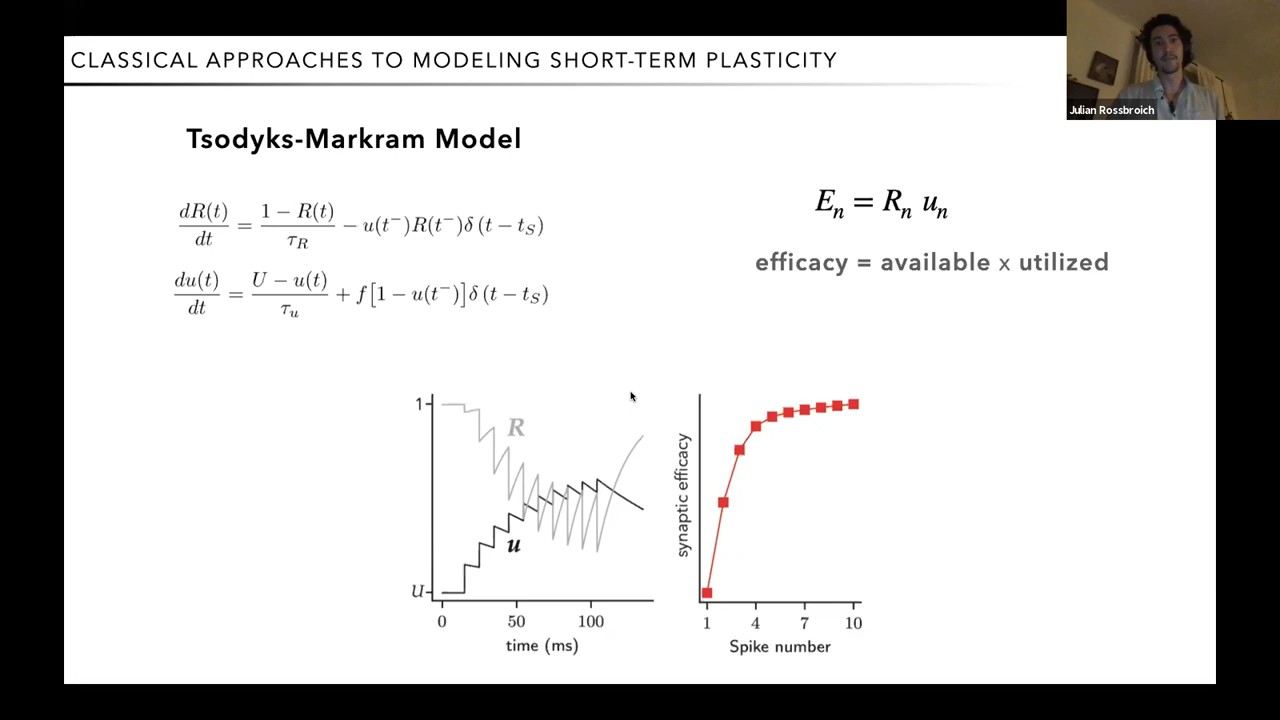 CLASSICAL APPROACHES TO MODELING SHORT-TERM PLASTICITY
Julian Rossbroich
Tsodyks-Markram Model
dR(t)/dt = (1 − R(t))/τ_R − u(t⁻)R(t⁻)δ (t − t_S)
du(t)/dt = (U − u(t))/τ_u + f[1 − u(t⁻)]δ (t − t_S)
E_n = R_n u_n
efficacy = available x utilized
1
R
u
U
0 50 100
time (ms)
synaptic efficacy
1 4 7 10
Spike number